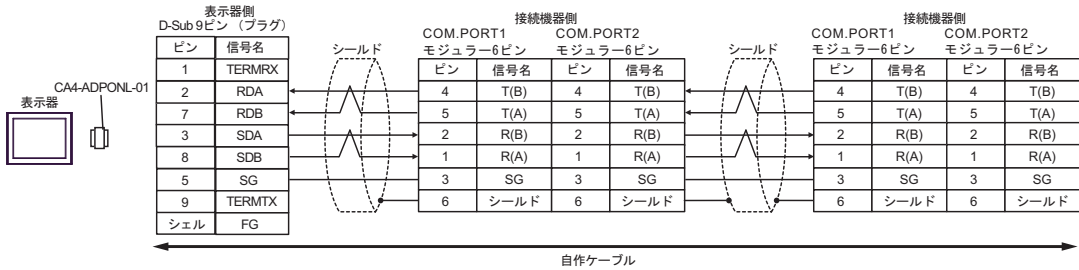 表示器
CA4-ADPONL-01
表示器側
D-Sub 9ピン （プラグ）
ピン 信号名
1 TERMRX
2 RDA
7 RDB
3 SDA
8 SDB
5 SG
9 TERMTX
シェル FG
シールド
接続機器側
COM.PORT1 COM.PORT2
モジュラー6ピン モジュラー6ピン
ピン 信号名 ピン 信号名
4 T(B) 4 T(B)
5 T(A) 5 T(A)
2 R(B) 2 R(B)
1 R(A) 1 R(A)
3 SG 3 SG
6 シールド 6 シールド
シールド
接続機器側
COM.PORT1 COM.PORT2
モジュラー6ピン モジュラー6ピン
ピン 信号名 ピン 信号名
4 T(B) 4 T(B)
5 T(A) 5 T(A)
2 R(B) 2 R(B)
1 R(A) 1 R(A)
3 SG 3 SG
6 シールド 6 シールド
自作ケーブル